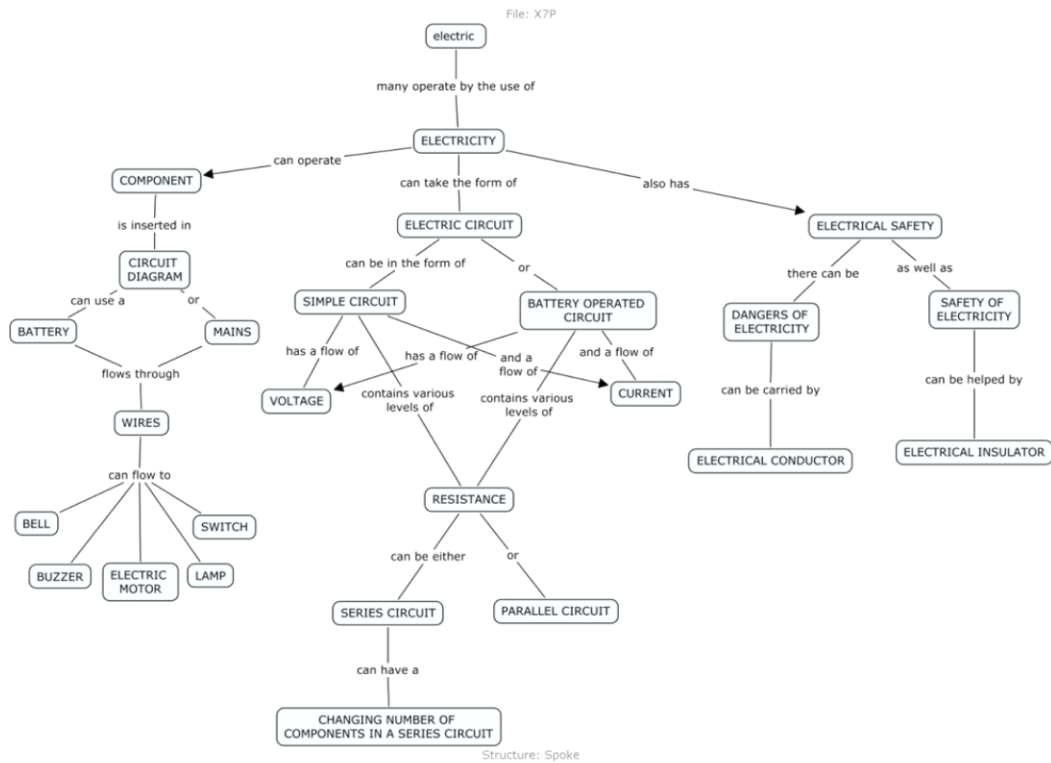 File: X7P
electric
many operate by the use of
ELECTRICITY
can operate
can take the form of
also has
COMPONENT
ELECTRIC CIRCUIT
ELECTRICAL SAFETY
is inserted in
can be in the form of
or
there can be
as well as
CIRCUIT
DIAGRAM
can use a
or
SIMPLE CIRCUIT
BATTERY OPERATED
CIRCUIT
DANGERS OF
ELECTRICITY
SAFETY OF
ELECTRICITY
BATTERY
MAINS
has a flow of
has a flow of
and a
flow of
and a flow of
flows through
VOLTAGE
contains various
levels of
contains various
levels of
CURRENT
can be carried by
can be helped by
WIRES
ELECTRICAL CONDUCTOR
ELECTRICAL INSULATOR
can flow to
RESISTANCE
BELL
SWITCH
BUZZER
ELECTRIC
MOTOR
LAMP
can be either
or
SERIES CIRCUIT
PARALLEL CIRCUIT
can have a
CHANGING NUMBER OF
COMPONENTS IN A SERIES CIRCUIT
Structure: Spoke